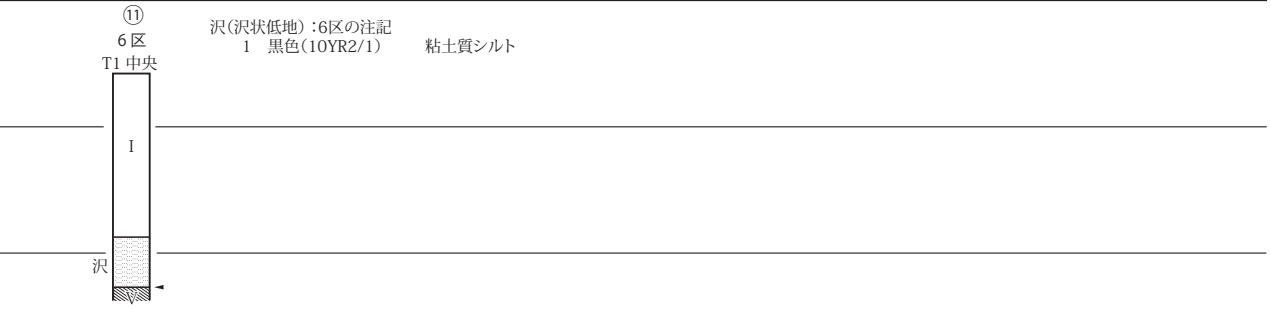 ⑪
6区
T1 中央
沢(沢状低地):6区の注記
1 黒色(10YR2/1) 粘土質シルト
I
沢
V